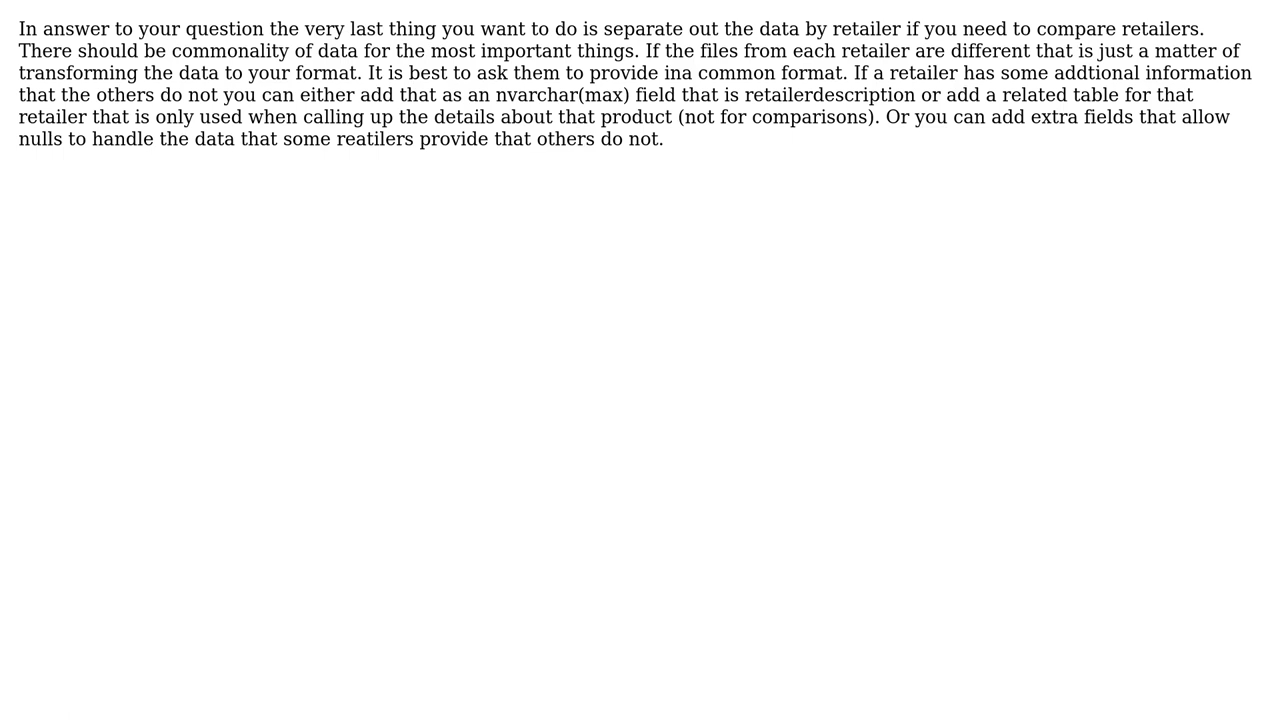 In answer to your question the very last thing you want to do is separate out the data by retailer if you need to compare retailers.
There should be commonality of data for the most important things. If the files from each retailer are different that is just a matter of
transforming the data to your format. It is best to ask them to provide ina common format. If a retailer has some addtional information
that the others do not you can either add that as an nvarchar(max) field that is retailerdescription or add a related table for that
retailer that is only used when calling up the details about that product (not for comparisons). Or you can add extra fields that allow
nulls to handle the data that some reatilers provide that others do not.